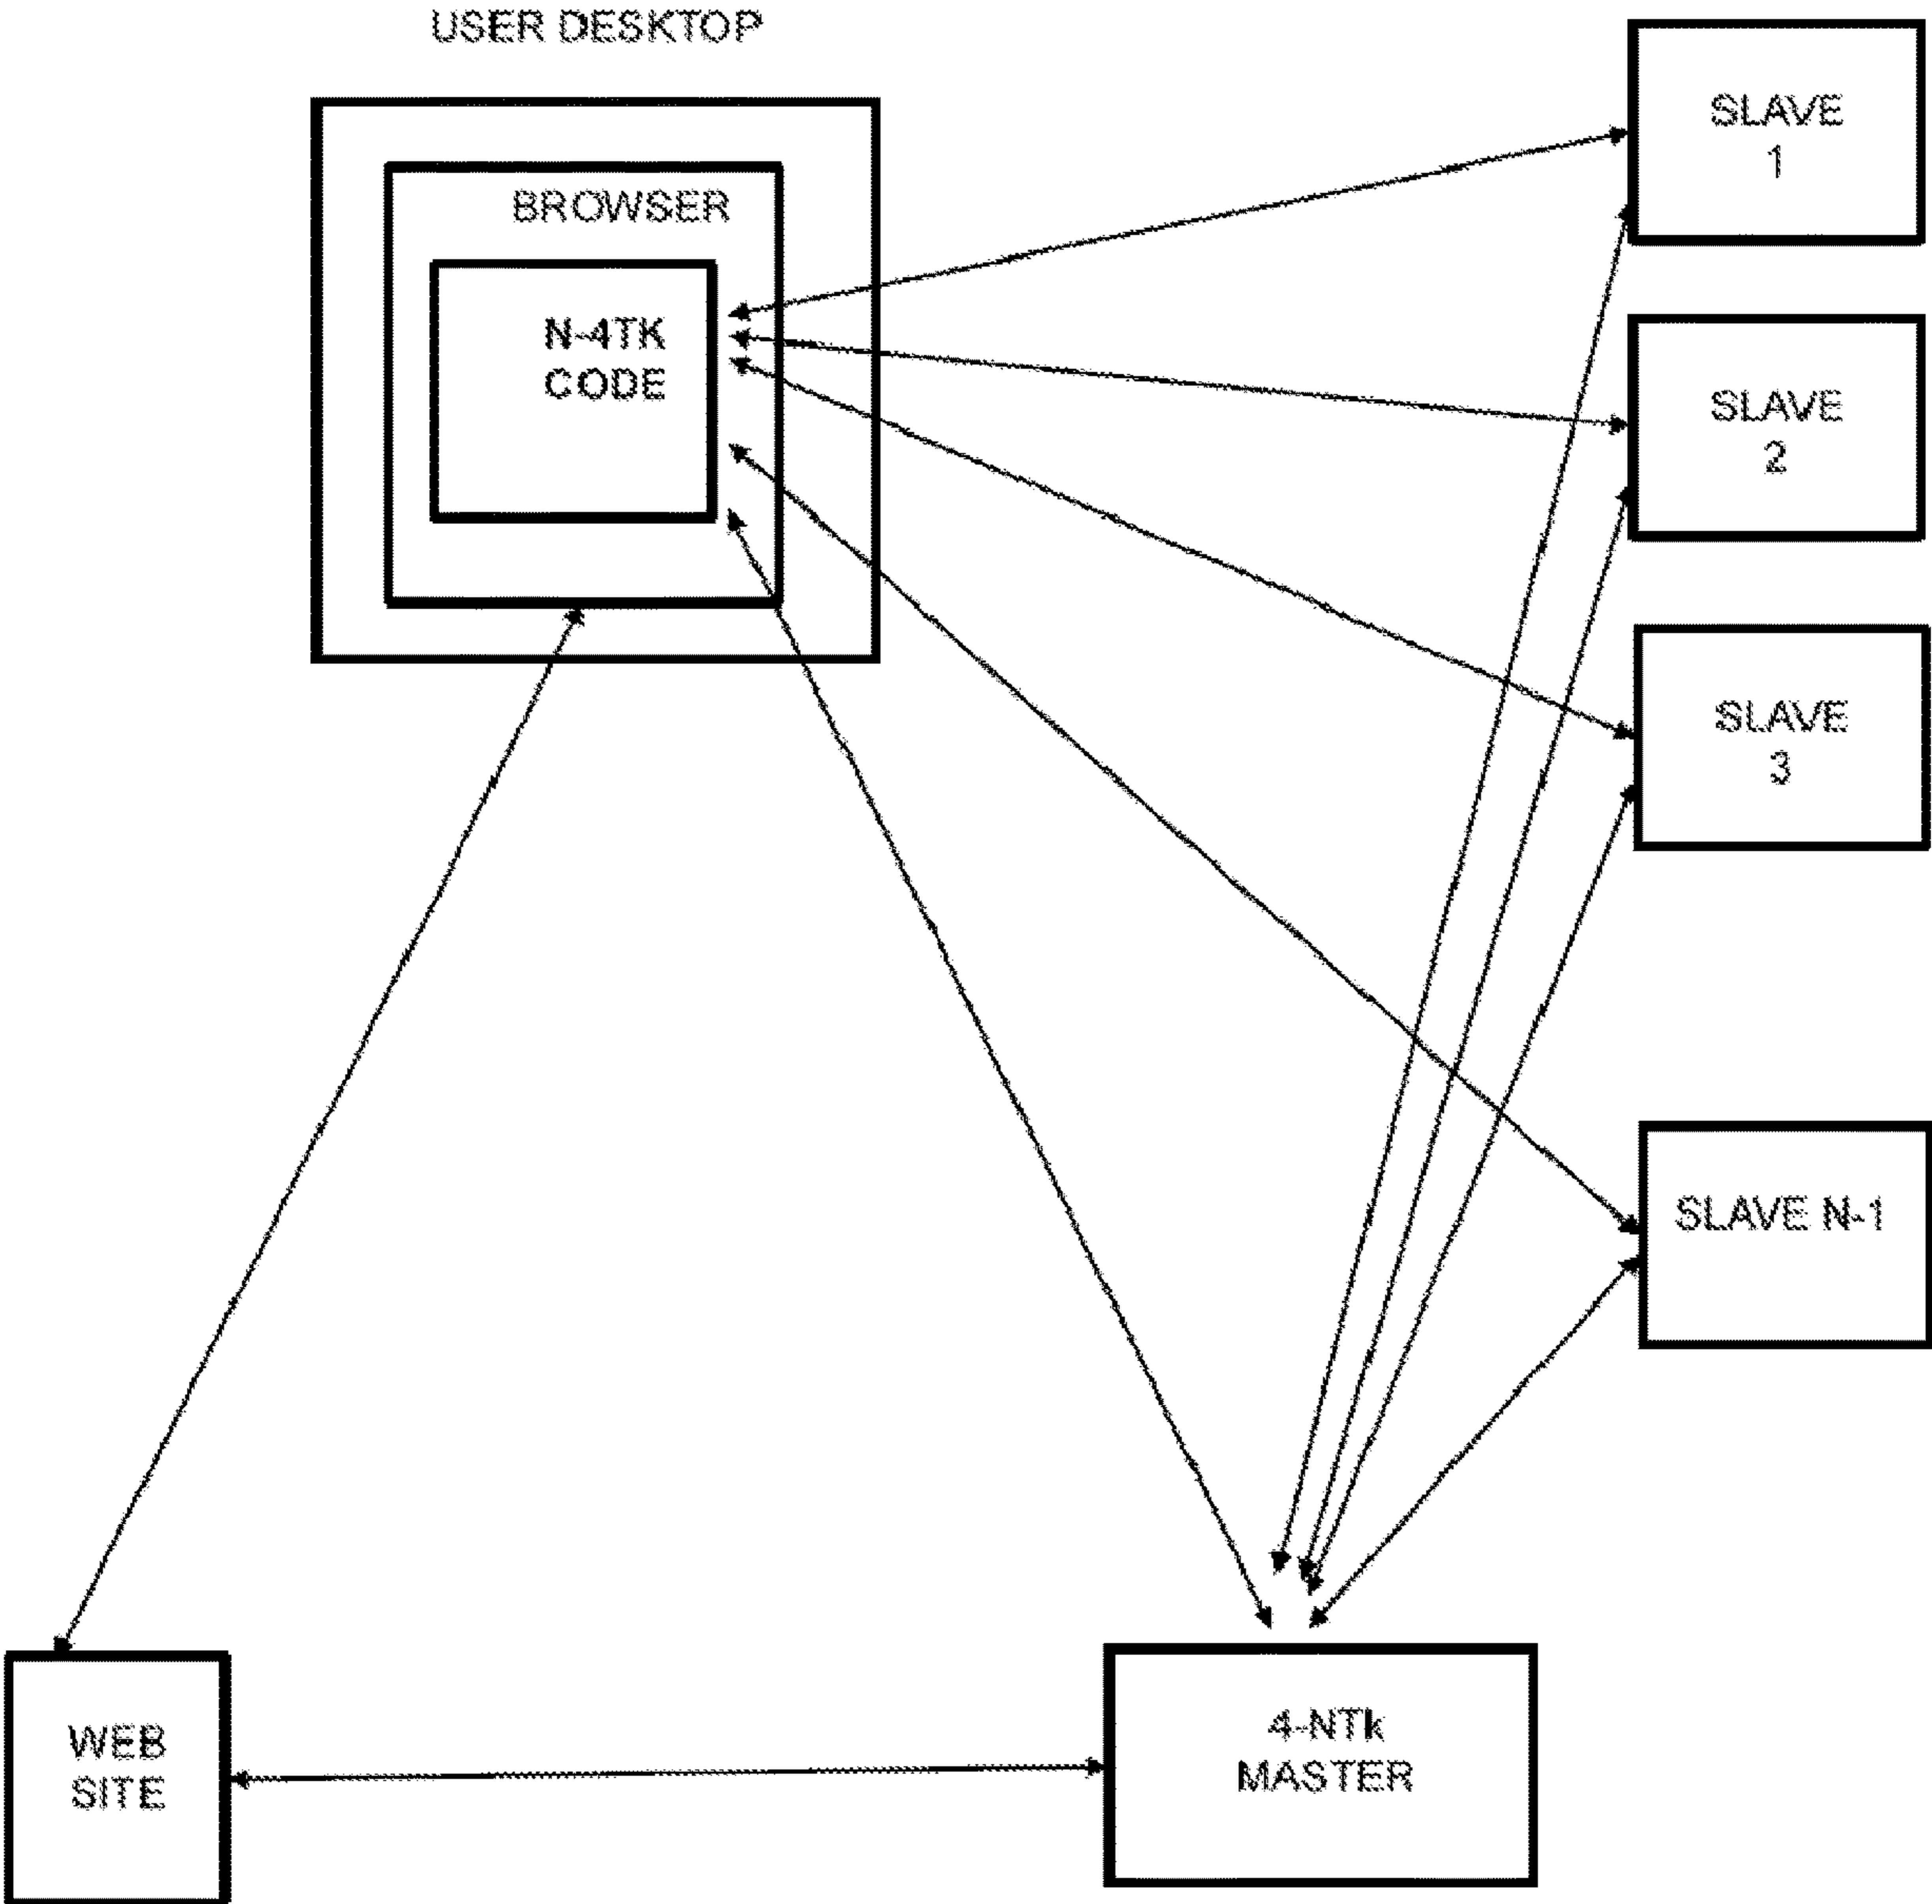 USER DESKTOP
BROWSER
N-4TK
CODE
SLAVE
1
SLAVE
2
SLAVE
3
SLAVE N-1
WEB
SITE
4-NTk
MASTER